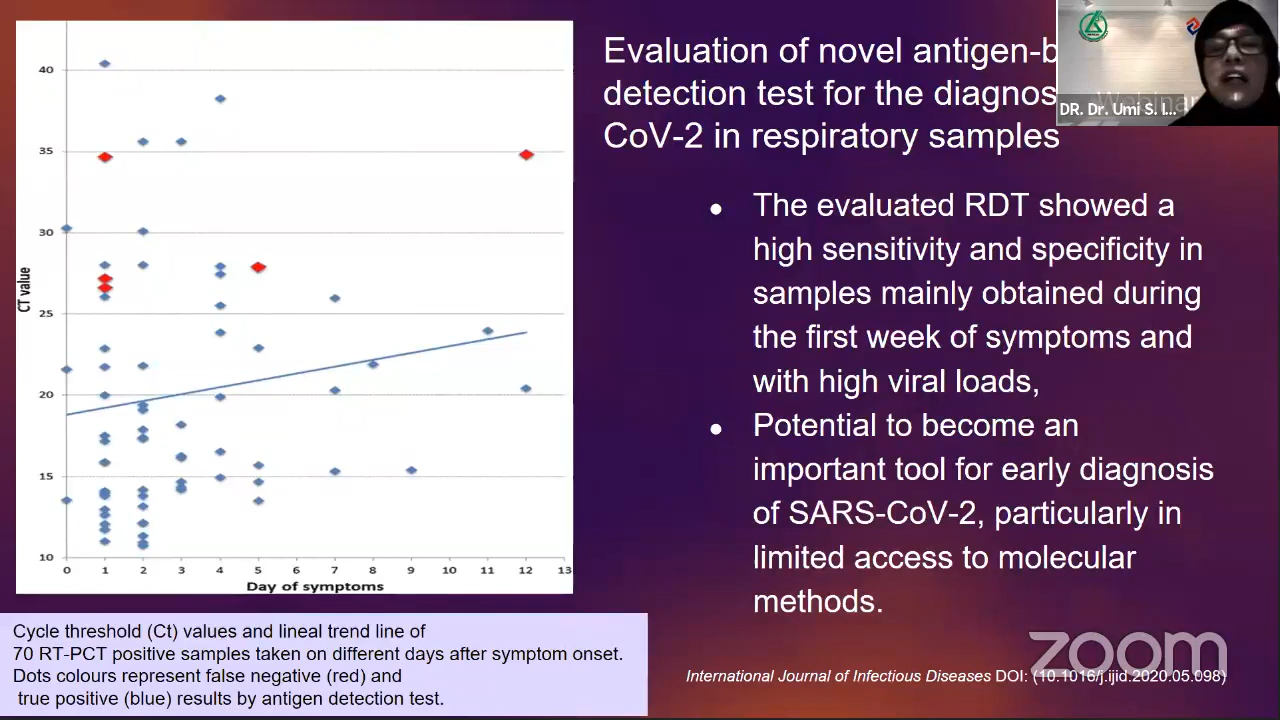 40
35
30
25
20
15
10
CT value
0 1 2 3 4 5 6 7 8 9 10 11 12 13
Day of symptoms
Cycle threshold (Ct) values and lineal trend line of
70 RT-PCT positive samples taken on different days after symptom onset.
Dots colours represent false negative (red) and
true positive (blue) results by antigen detection test.
Evaluation of novel antigen-b
detection test for the diagnos
CoV-2 in respiratory samples
DR. Dr. Umi S. I...
Webinar
● The evaluated RDT showed a
high sensitivity and specificity in
samples mainly obtained during
the first week of symptoms and
with high viral loads,
● Potential to become an
important tool for early diagnosis
of SARS-CoV-2, particularly in
limited access to molecular
methods.
zoom
International Journal of Infectious Diseases DOI: (10.1016/j.ijid.2020.05.098)